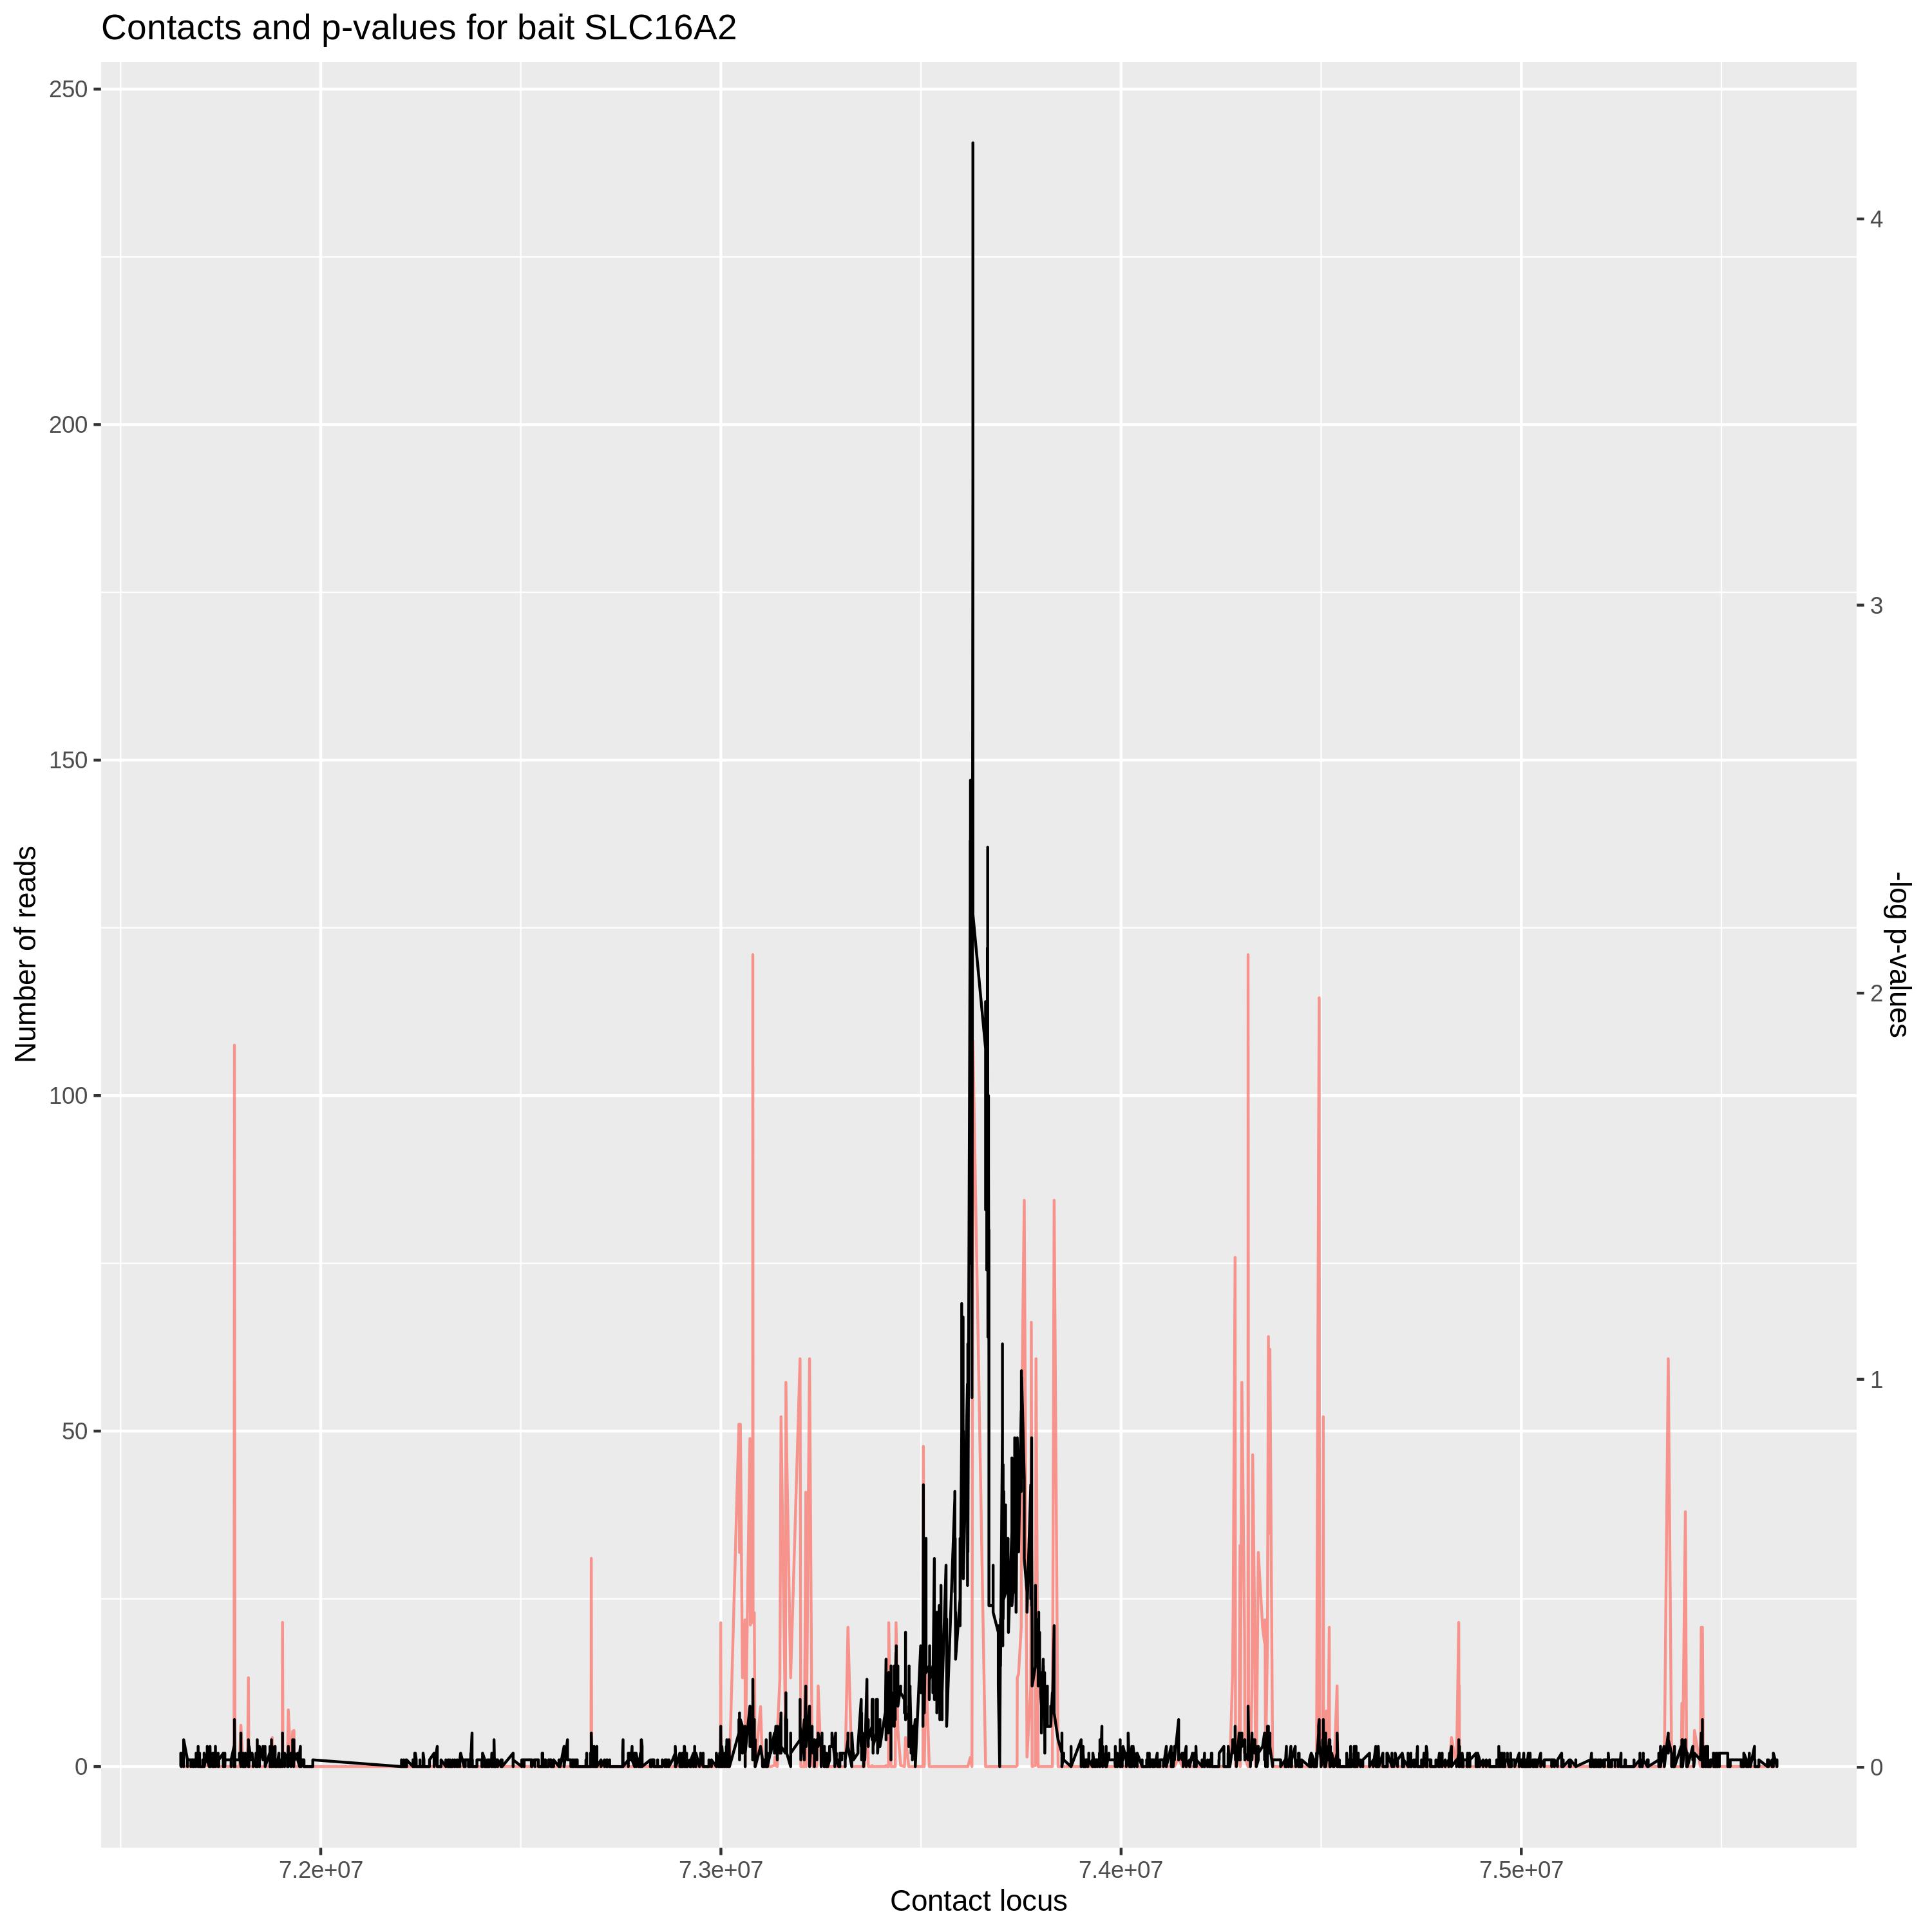 Contacts and p-values for bait SLC16A2
250
200
150
100
50
0
Number of reads
4
3
2
1
0
-log p-values
7.2e+07 7.3e+07 7.4e+07 7.5e+07
Contact locus